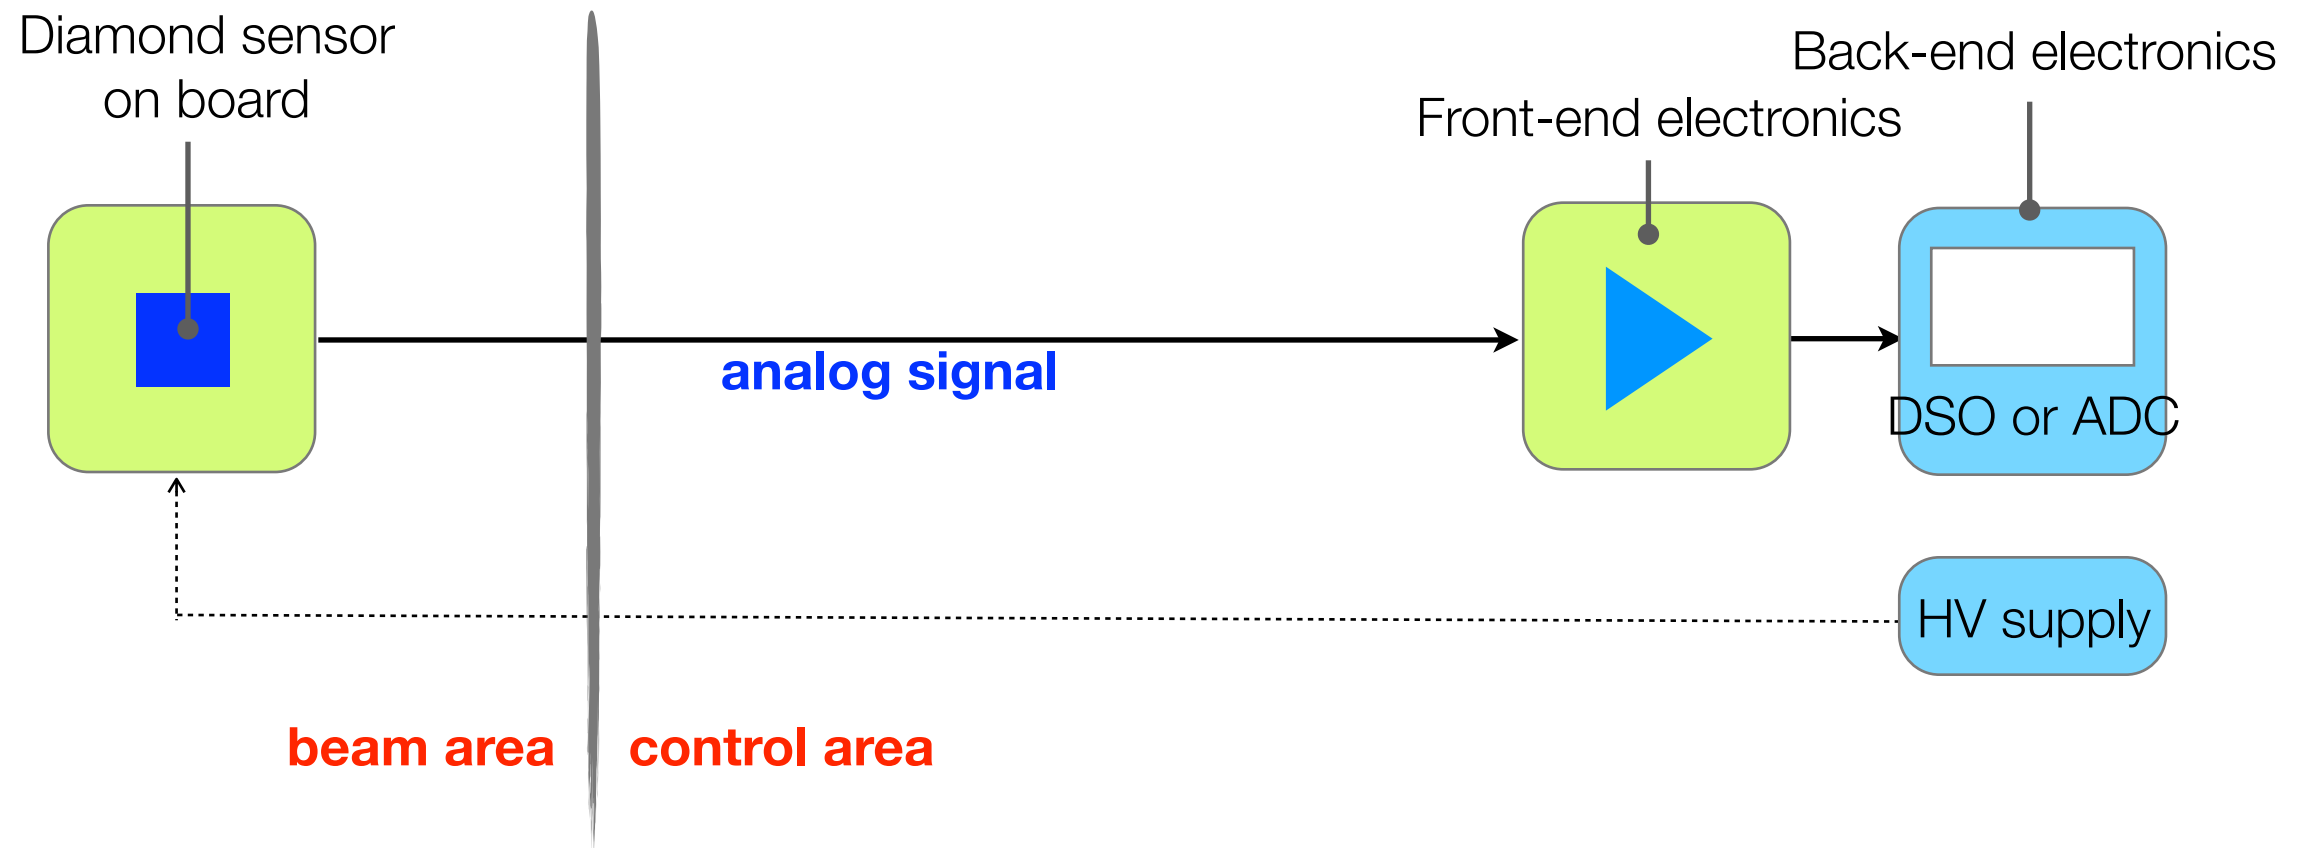 Diamond sensor
on board
Back-end electronics
Front-end electronics
analog signal
DSO or ADC
HV supply
beam area
control area